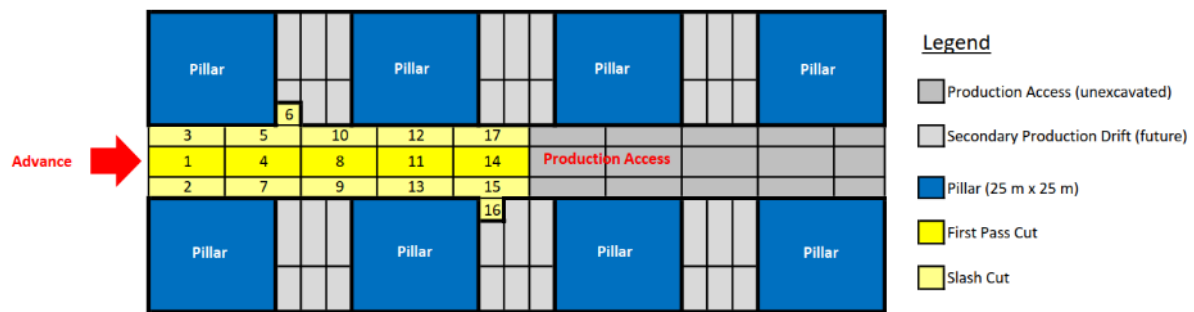 Pillar Pillar Pillar Pillar
6
3 5 10 12 17
Advance 1 4 8 11 14 Production Access
2 7 9 13 15
16
Pillar Pillar Pillar Pillar
Legend
Production Access (unexcavated)
Secondary Production Drift (future)
Pillar (25 m x 25 m)
First Pass Cut
Slash Cut